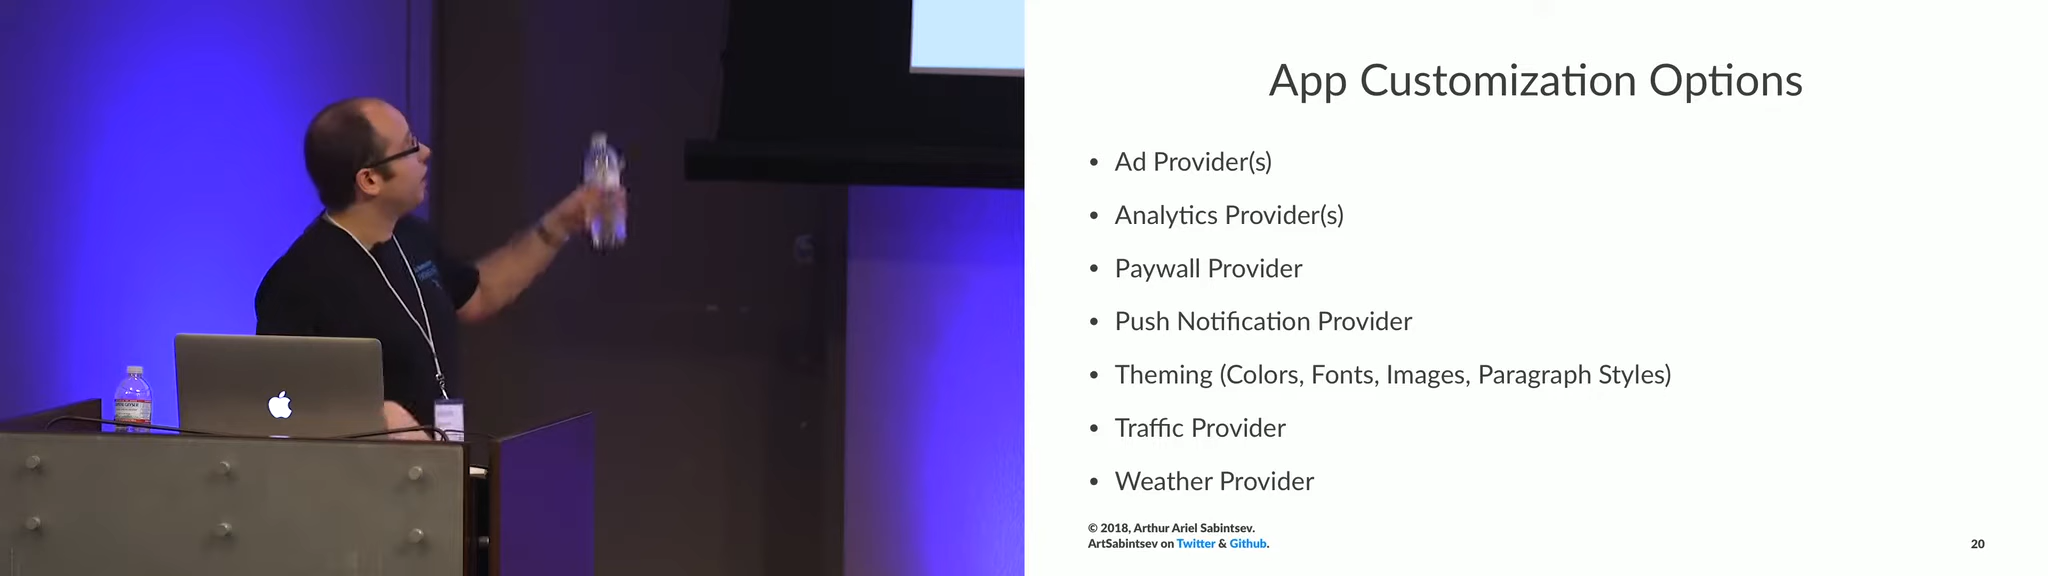 App Customization Options
• Ad Provider(s)
• Analytics Provider(s)
• Paywall Provider
• Push Notification Provider
• Theming (Colors, Fonts, Images, Paragraph Styles)
• Traffic Provider
• Weather Provider
© 2018, Arthur Ariel Sabintsev.
ArtSabintsev on Twitter & Github.
20